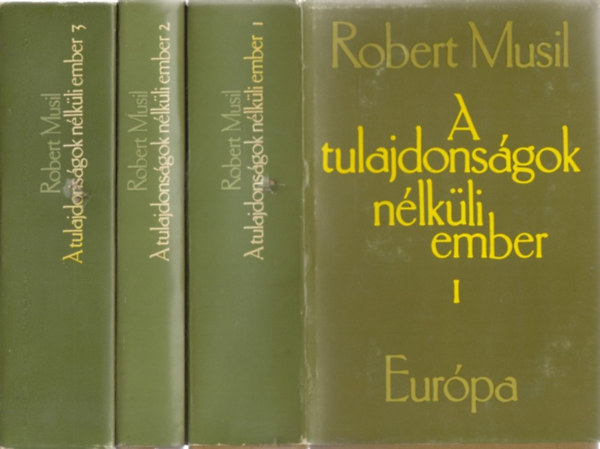 Robert Musil
A tulajdonságok nélküli ember 3
Robert Musil
A tulajdonságok nélküli ember 2
Robert Musil
A tulajdonságok nélküli ember 1
Robert Musil
A
tulajdonságok
nélküli
ember
I
Európa